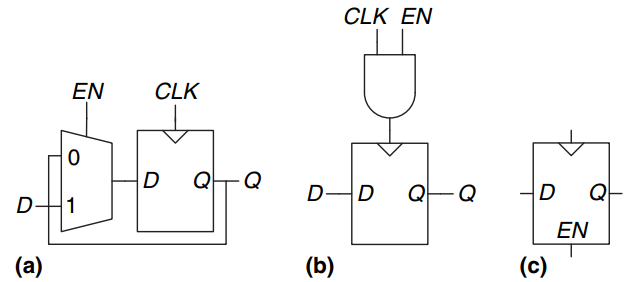 CLK EN
EN CLK
0
D 1 D Q Q
D D Q Q
D Q
EN
(a) (b) (c)